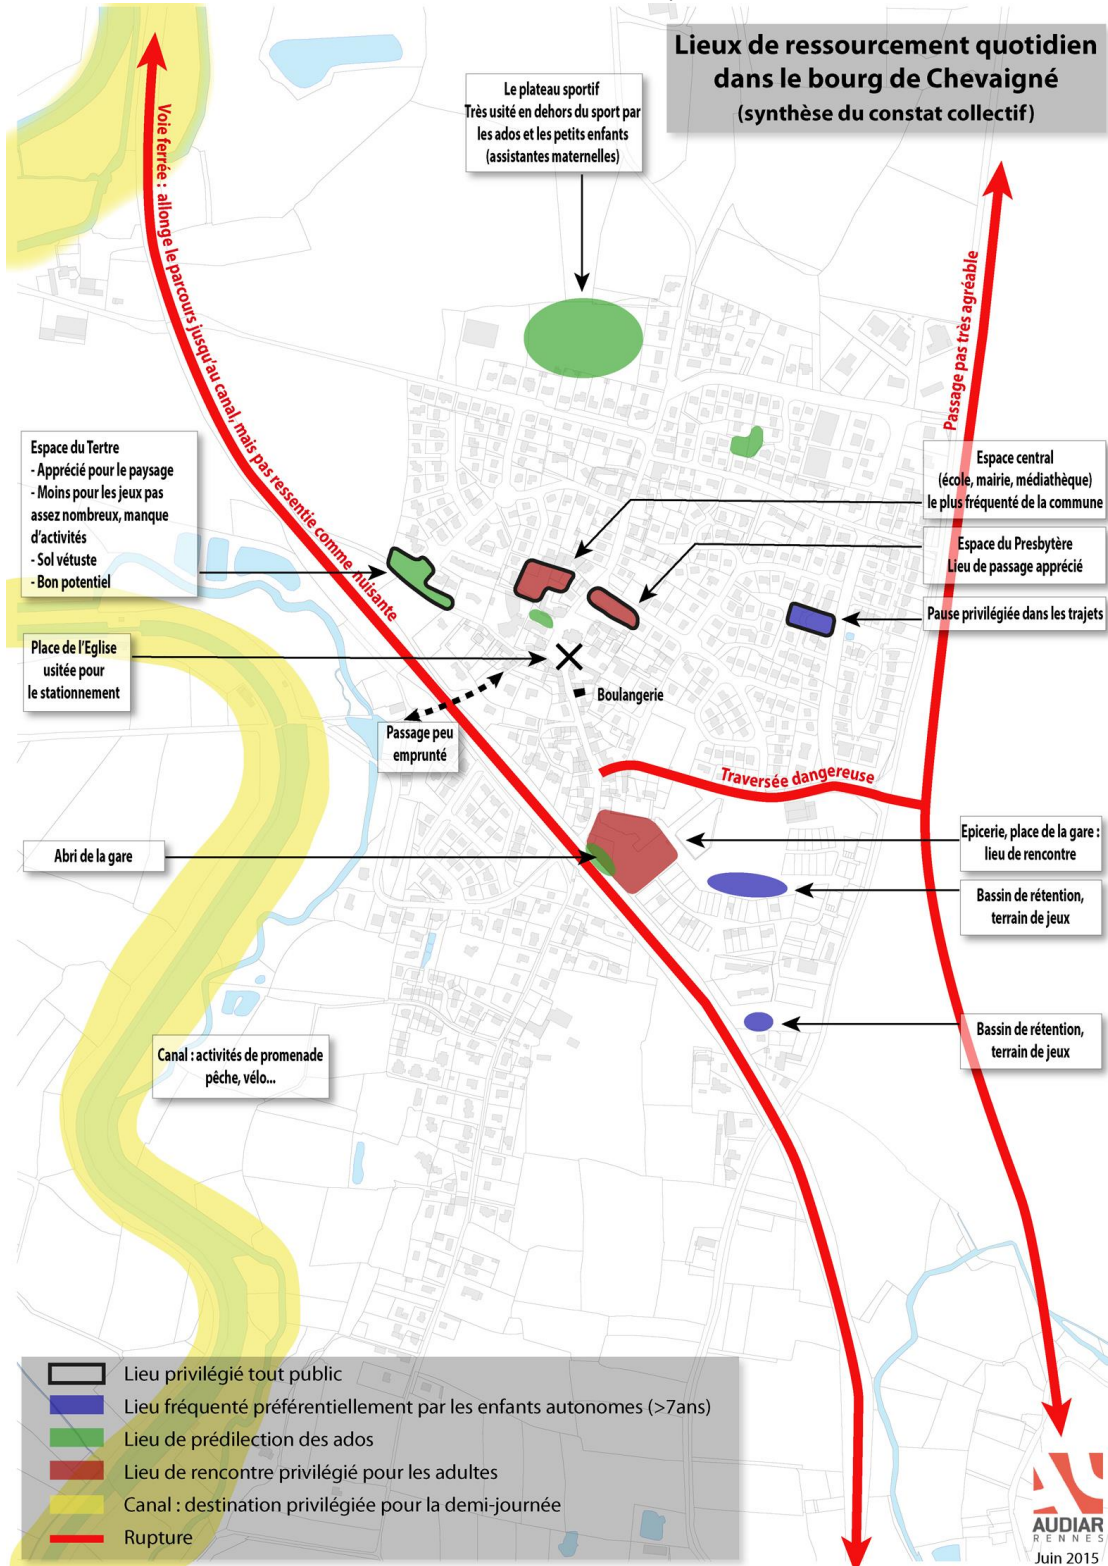 Lieux de ressourcement quotidien
dans le bourg de Chevaigné
(synthèse du constat collectif)
Le plateau sportif
Très usité en dehors du sport par
les ados et les petits enfants
(assistantes maternelles)
Voie ferrée : allonge le parcours jusqu'au canal, mais pas ressentie comme nuisante
Passage pas très agréable
Espace du Tertre
- Apprécié pour le paysage
- Moins pour les jeux pas
assez nombreux, manque
d'activités
- Sol vétuste
- Bon potentiel
Espace central
(école, mairie, médiathèque)
le plus fréquenté de la commune
Espace du Presbytère
Lieu de passage apprécié
Pause privilégiée dans les trajets
Place de l'Eglise
usitée pour
le stationnement
Boulangerie
Passage peu
emprunté
Traversée dangereuse
Abri de la gare
Epicerie, place de la gare :
lieu de rencontre
Bassin de rétention,
terrain de jeux
Bassin de rétention,
terrain de jeux
Canal : activités de promenade
pêche, vélo...
Lieu privilégié tout public
Lieu fréquenté préférentiellement par les enfants autonomes (>7ans)
Lieu de prédilection des ados
Lieu de rencontre privilégié pour les adultes
Canal : destination privilégiée pour la demi-journée
Rupture
AUDIAR
RENNES
Juin 2015